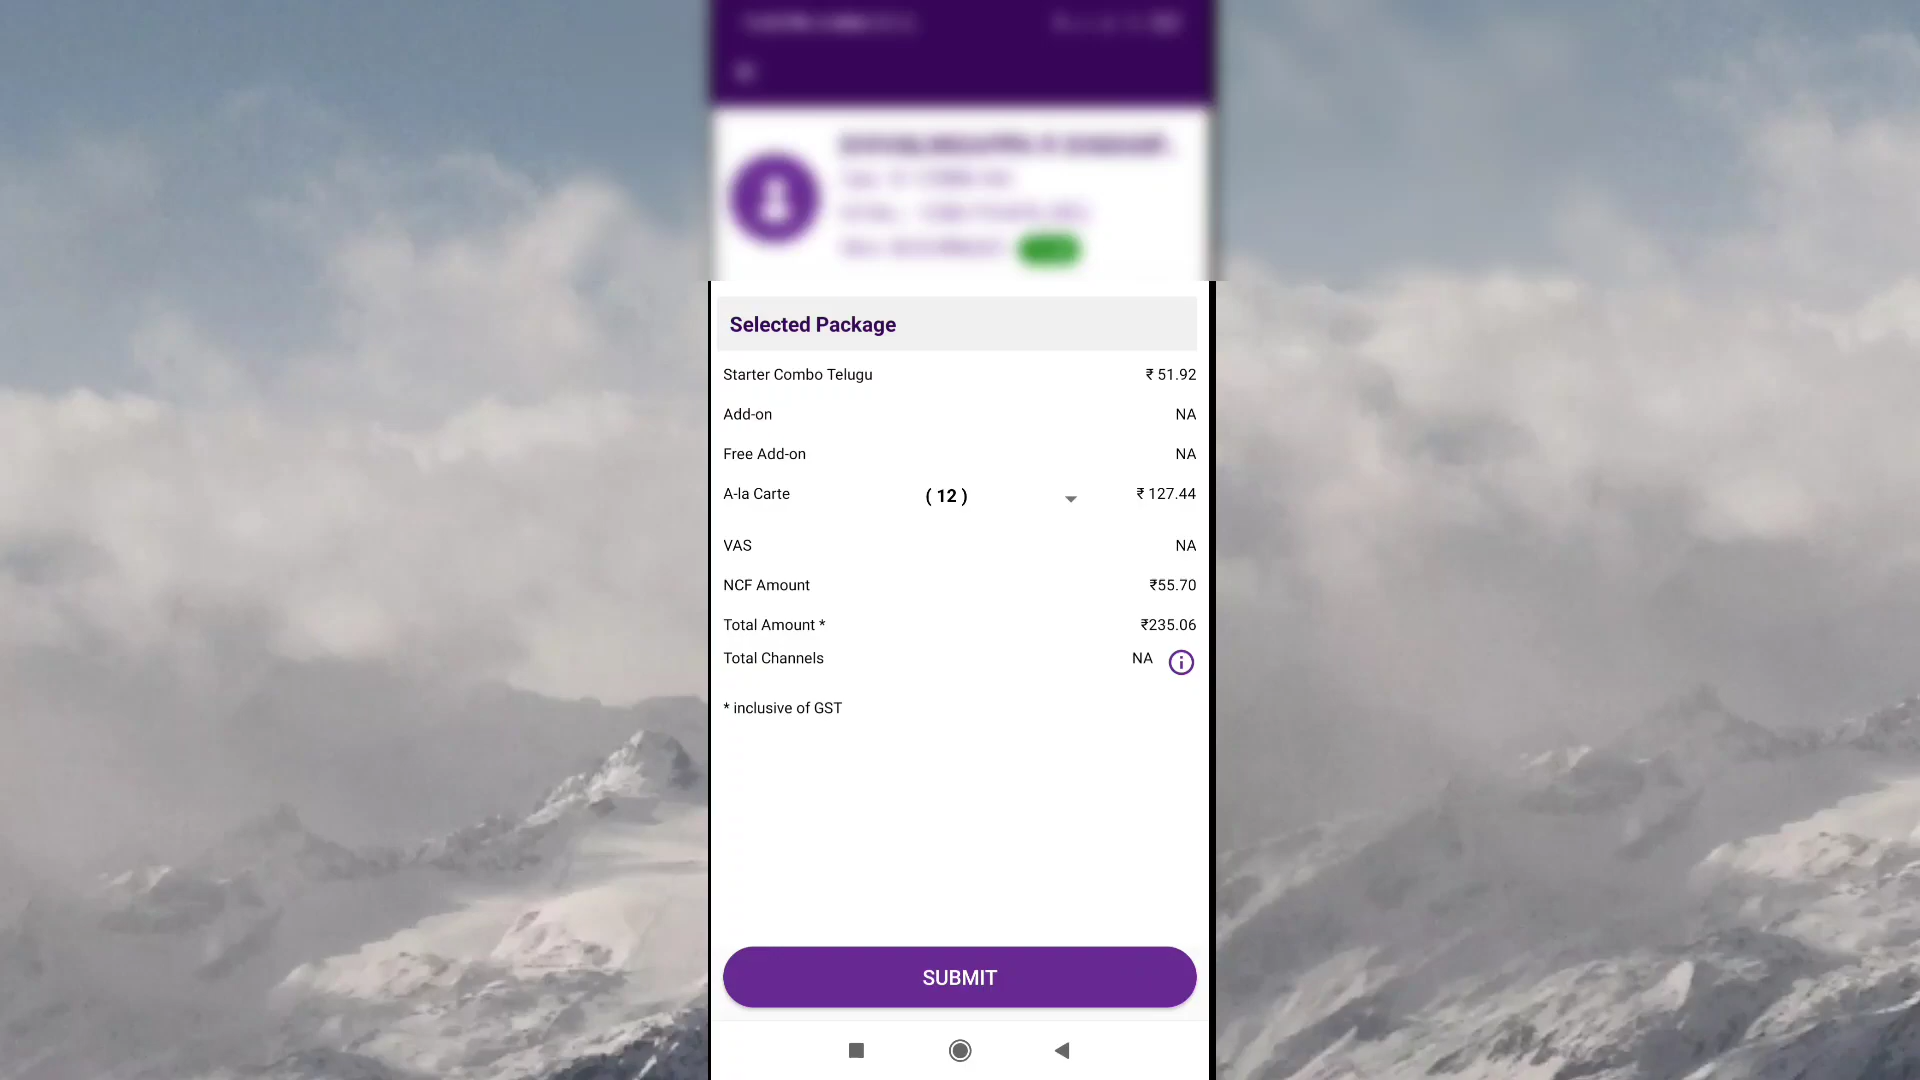 Selected Package
Starter Combo Telugu ₹ 51.92
Add-on NA
Free Add-on NA
A-la Carte ( 12 ) ₹ 127.44
VAS NA
NCF Amount ₹55.70
Total Amount * ₹235.06
Total Channels NA
* inclusive of GST
SUBMIT